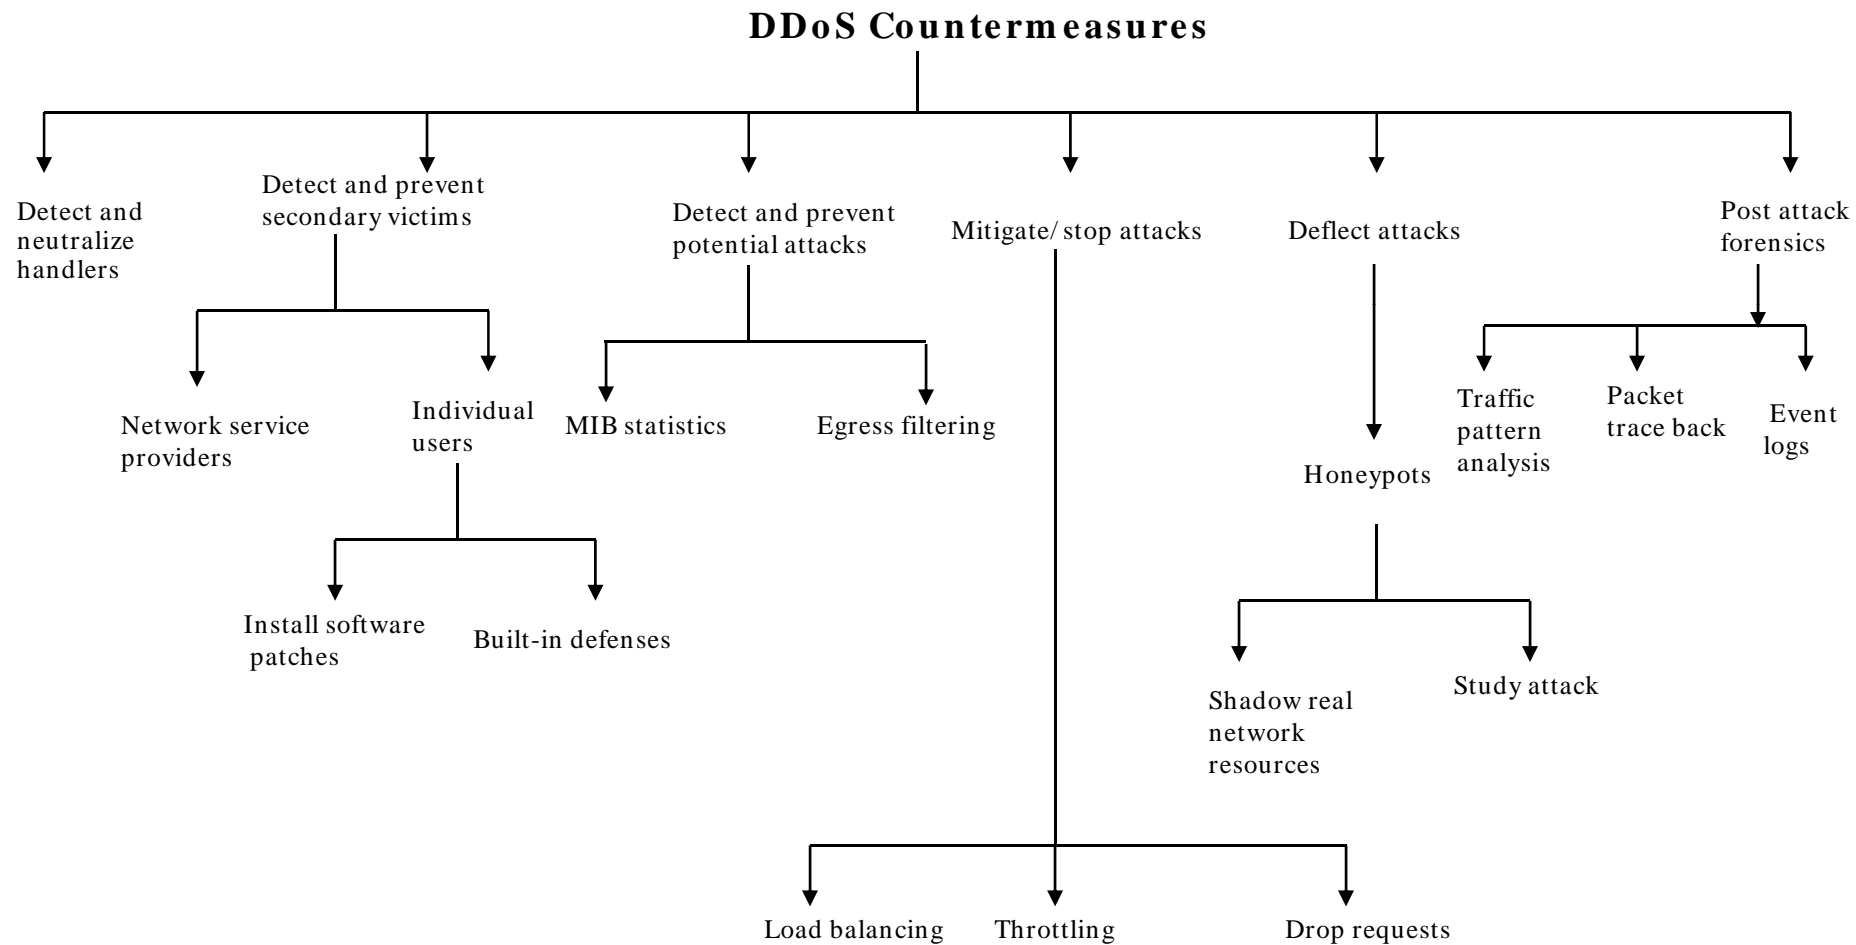 DDoS Countermeasures
Detect and
neutralize
handlers
Detect and prevent
secondary victims
Detect and prevent
potential attacks
Mitigate/ stop attacks
Deflect attacks
Post attack
forensics
Network service
providers
Individual
users
MIB statistics
Egress filtering
Honeypots
Traffic
pattern
analysis
Packet
trace back
Event
logs
Install software
patches
Built-in defenses
Shadow real
network
resources
Study attack
Load balancing
Throttling
Drop requests